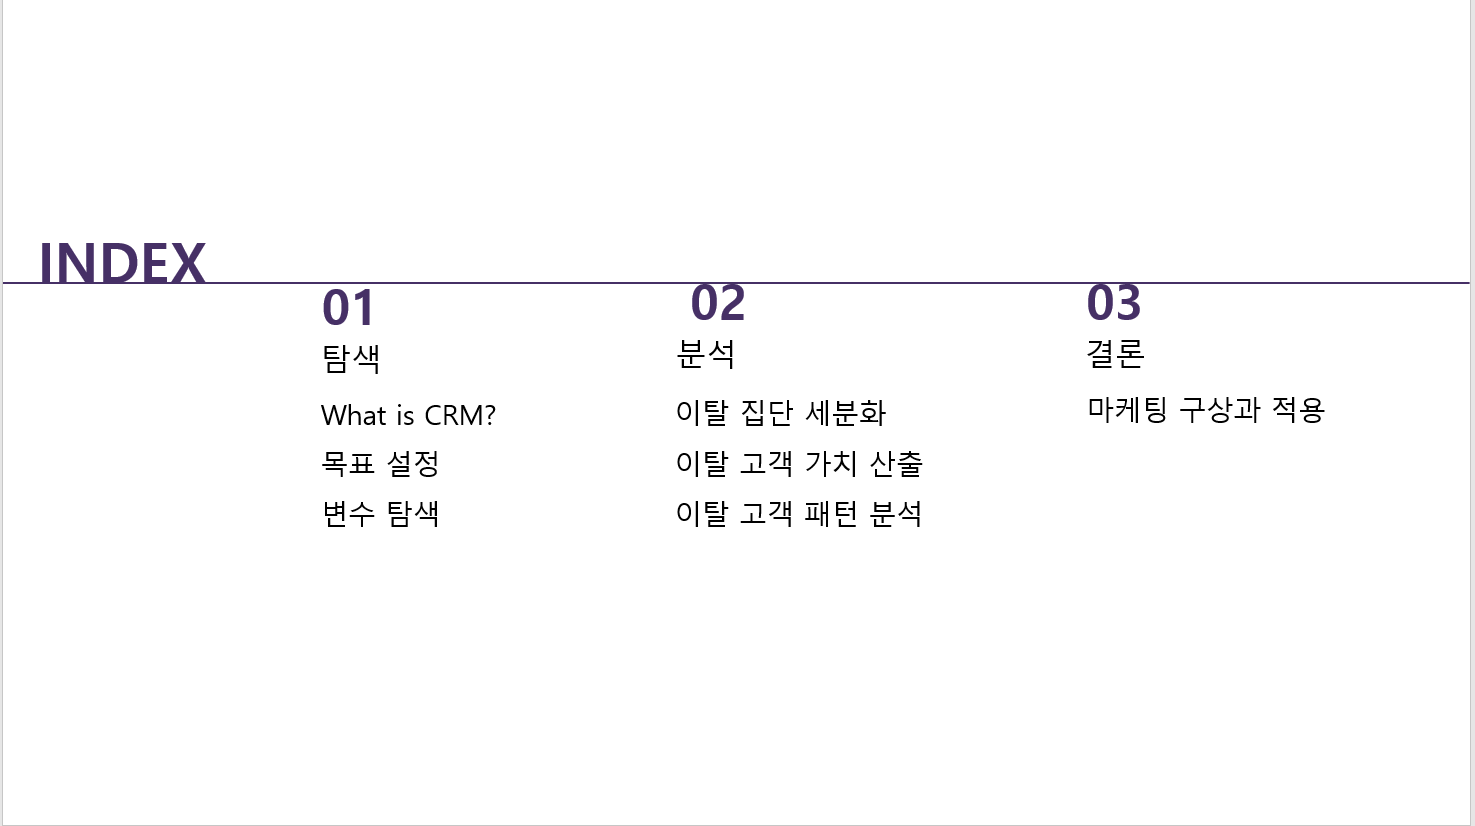 INDEX
01
탐색
What is CRM?
목표 설정
변수 탐색
02
분석
이탈 집단 세분화
이탈 고객 가치 산출
이탈 고객 패턴 분석
03
결론
마케팅 구상과 적용